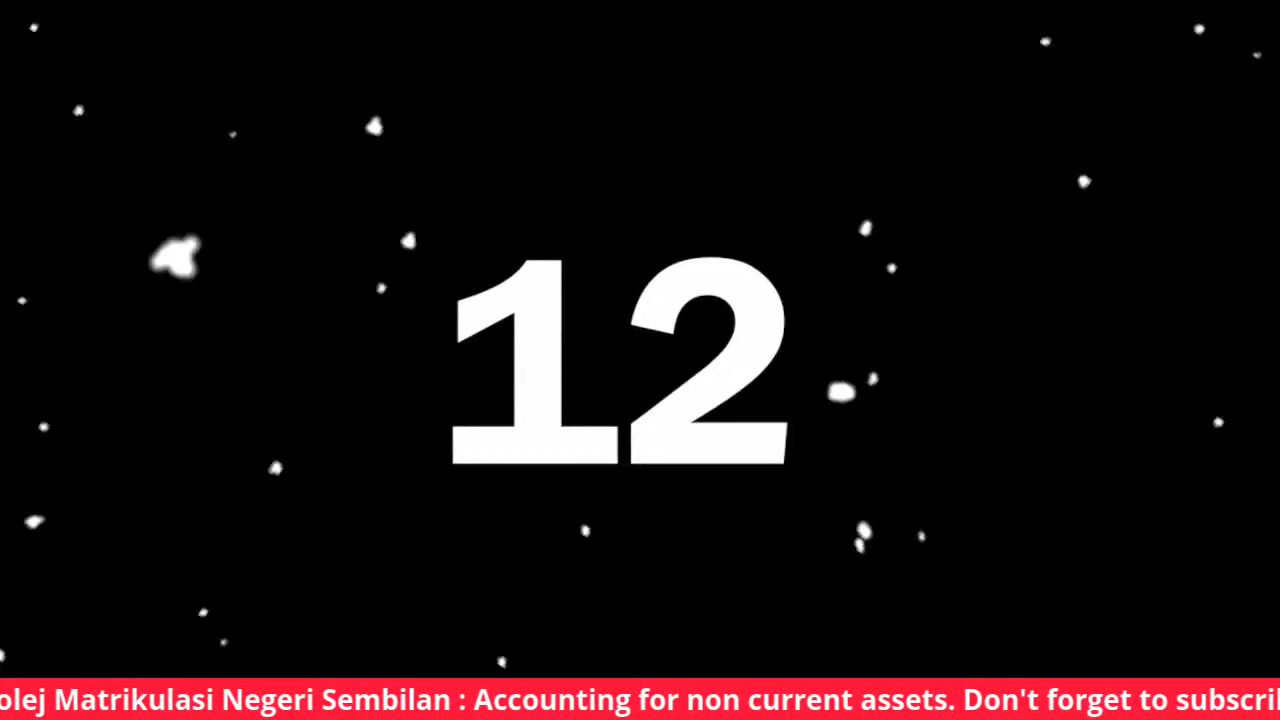 12
olej Matrikulasi Negeri Sembilan : Accounting for non current assets. Don't forget to subscri